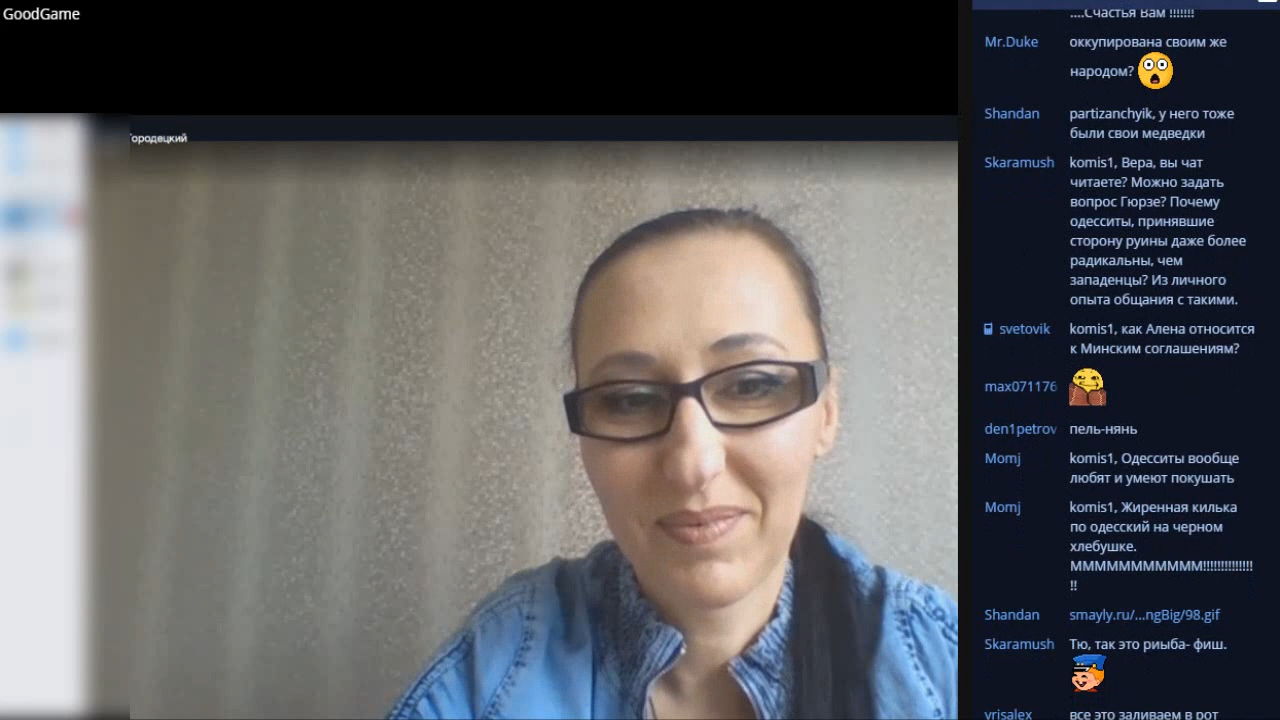 GoodGame
Городецкий
....Счастья Вам !!!!!!!
Mr.Duke оккупирована своим же
народом?
Shandan partizanchyik, у него тоже
были свои медведки
Skaramush komis1, Вера, вы чат
читаете? Можно задать
вопрос Гюрзе? Почему
одесситы, принявшие
сторону руины даже более
радикальны, чем
западенцы? Из личного
опыта общания с такими.
svetovik komis1, как Алена относится
к Минским соглашениям?
max071176
den1petrov пель-нянь
Momj komis1, Одесситы вообще
любят и умеют покушать
Momj komis1, Жиренная килька
по одесский на черном
хлебушке.
МММММММММММ!!!!!!!!!!!!!!
!!
Shandan smayly.ru/...ngBig/98.gif
Skaramush Тю, так это риыба- фиш.
vrisalex все это заливаем в рот